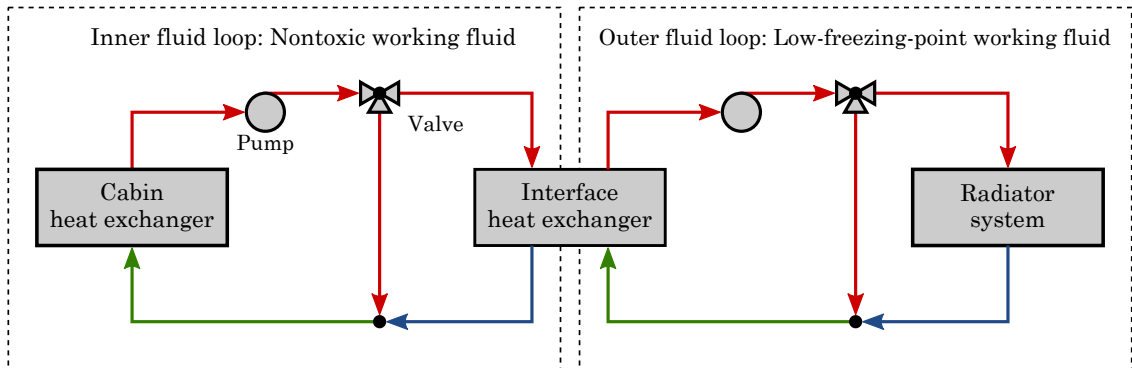 Inner fluid loop: Nontoxic working fluid
Outer fluid loop: Low-freezing-point working fluid
Valve
Pump
Cabin
heat exchanger
Interface
heat exchanger
Radiator
system